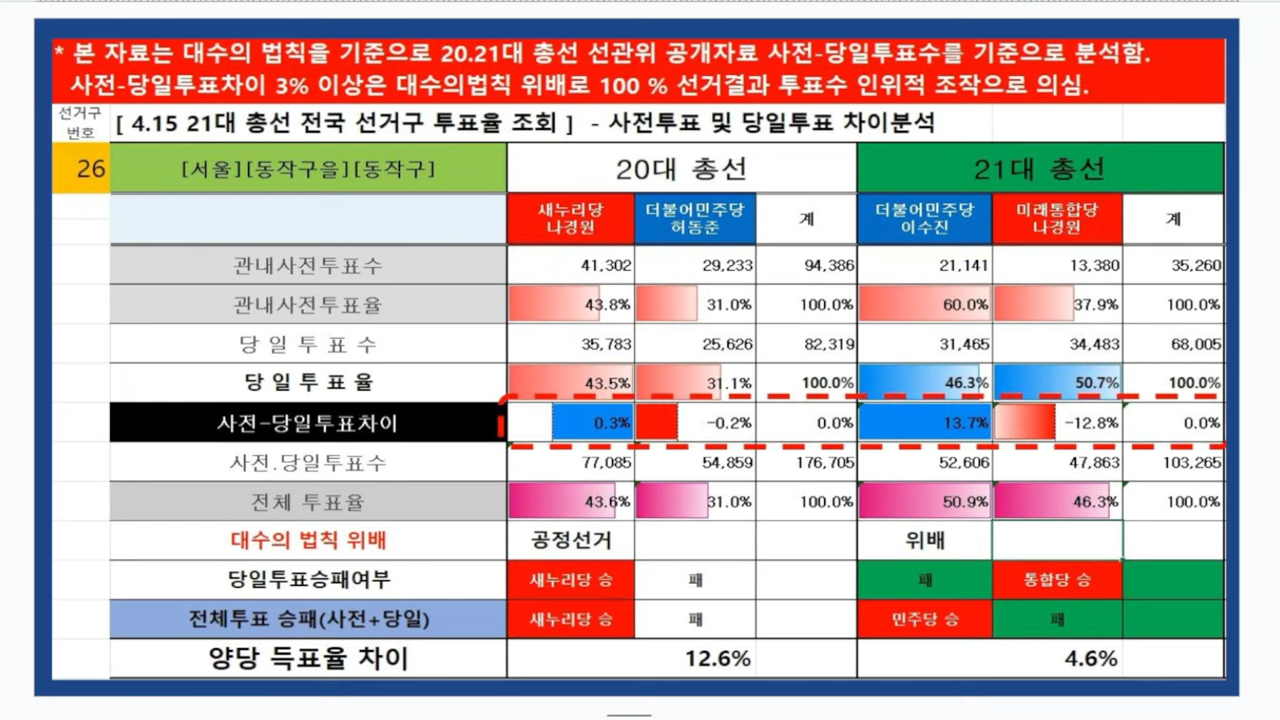 * 본 자료는 대수의 법칙을 기준으로 20.21대 총선 선관위 공개자료 사전-당일투표수를 기준으로 분석함.
사전-당일투표차이 3% 이상은 대수의법칙 위배로 100 % 선거결과 투표수 인위적 조작으로 의심.
선거구 번호 [ 4.15 21대 총선 전국 선거구 투표율 조회 ] - 사전투표 및 당일투표 차이분석
26 [서울][동작구을][동작구] 20대 총선 21대 총선
새누리당 나경원 더불어민주당 허동준 계 더불어민주당 이수진 미래통합당 나경원 계
관내사전투표수 41,302 29,233 94,386 21,141 13,380 35,260
관내사전투표율 43.8% 31.0% 100.0% 60.0% 37.9% 100.0%
당 일 투 표 수 35,783 25,626 82,319 31,465 34,483 68,005
당 일 투 표 율 43.5% 31.1% 100.0% 46.3% 50.7% 100.0%
사전-당일투표차이 0.3% -0.2% 0.0% 13.7% -12.8% 0.0%
사전.당일투표수 77,085 54,859 176,705 52,606 47,863 103,265
전체 투표율 43.6% 31.0% 100.0% 50.9% 46.3% 100.0%
대수의 법칙 위배 공정선거 위배
당일투표승패여부 새누리당 승 패 패 통합당 승
전체투표 승패(사전+당일) 새누리당 승 패 민주당 승 패
양당 득표율 차이 12.6% 4.6%